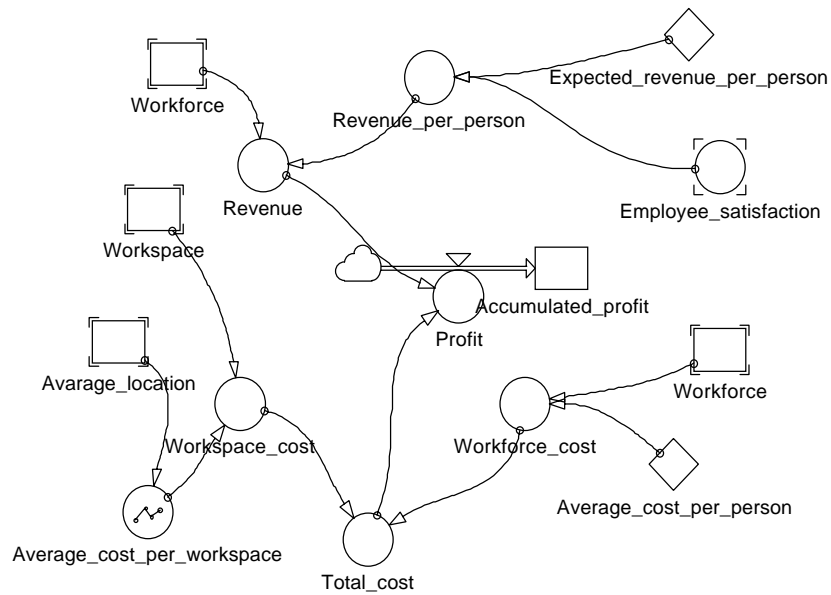 Expected_revenue_per_person
Workforce
Revenue_per_person
Revenue
Employee_satisfaction
Workspace
Accumulated_profit
Profit
Avarage_location
Workforce
Workspace_cost
Workforce_cost
Average_cost_per_person
Average_cost_per_workspace
Total_cost